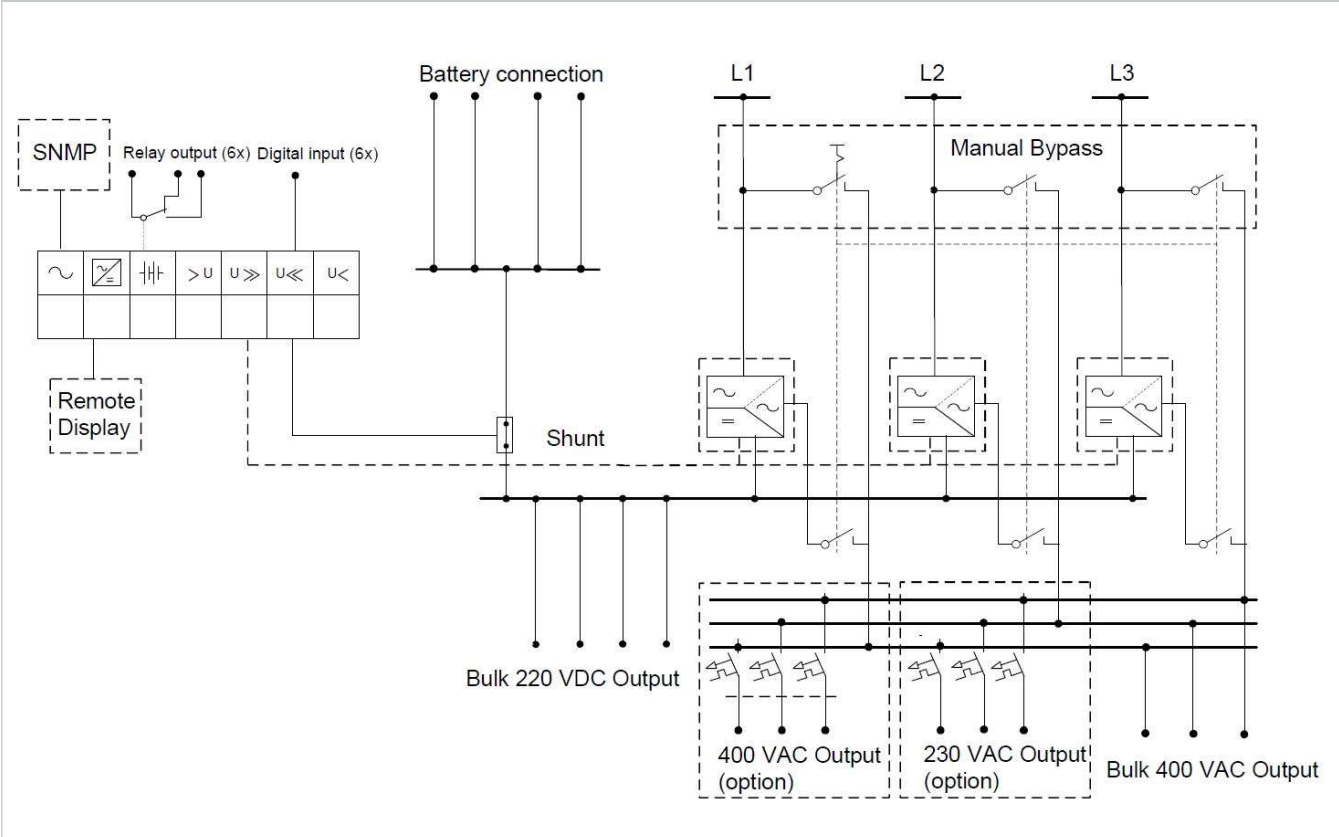 Battery connection
L1
L2
L3
SNMP
Relay output (6x)
Digital input (6x)
Manual Bypass
>U
U≫
U≪
U<
Remote
Display
Shunt
Bulk 220 VDC Output
400 VAC Output
(option)
230 VAC Output
(option)
Bulk 400 VAC Output